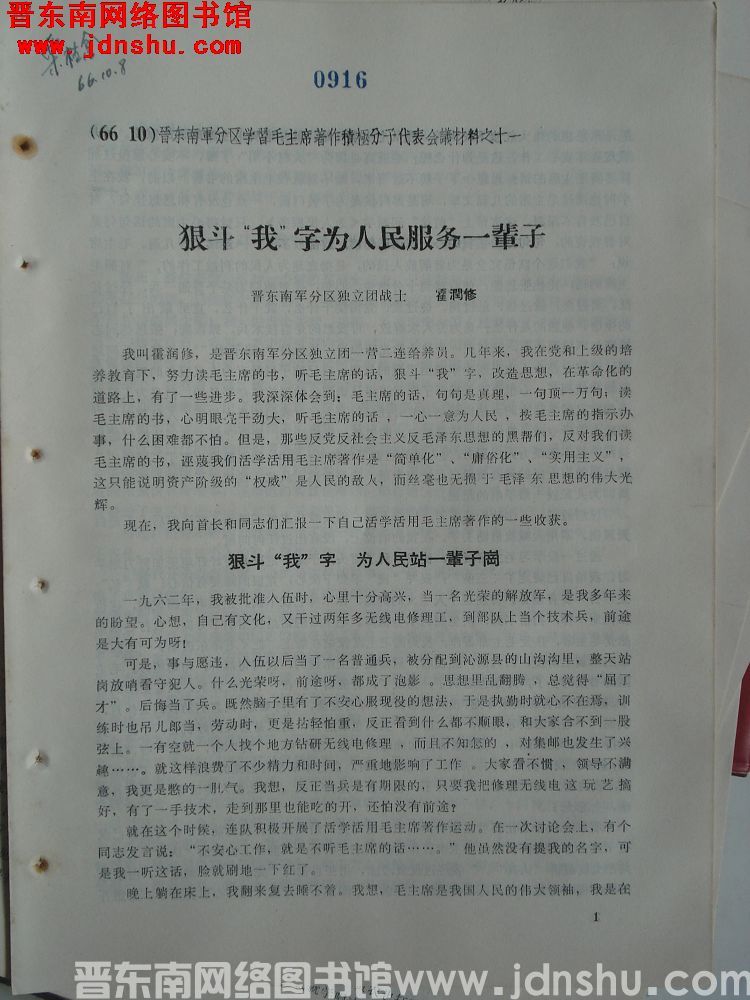 晋东南网络图书馆
www.jdnshu.com
66.10.8
0916
(66 10)晋东南軍分区学習毛主席著作積極分子代表会議材料之十一
狠斗“我”字为人民服务一輩子
晋东南军分区独立团战士 霍潤修
我叫霍润修，是晋东南军分区独立团一营二连给养员。几年来，我在党和上级的培
养教育下，努力读毛主席的书，听毛主席的话，狠斗“我”字，改造思想，在革命化的
道路上，有了一些进步。我深深体会到：毛主席的话，句句是真理，一句顶一万句；读
毛主席的书，心明眼亮干劲大，听毛主席的话，一心一意为人民，按毛主席的指示办
事，什么困难都不怕。但是，那些反党反社会主义反毛泽东思想的黑帮们，反对我们读
毛主席的书，诬蔑我们活学活用毛主席著作是“简单化”、“庸俗化”、“实用主义”，
这只能说明资产阶级的“权威”是人民的敌人，而丝毫也无损于毛泽东思想的伟大光
辉。
现在，我向首长和同志们汇报一下自己活学活用毛主席著作的一些收获。
狠斗“我”字 为人民站一辈子崗
一九六二年，我被批准入伍时，心里十分高兴，当一名光荣的解放军，是我多年来
的盼望。心想，自己有文化，又干过两年多无线电修理工，到部队上当个技术兵，前途
是大有可为呀！
可是，事与愿违，入伍以后当了一名普通兵，被分配到沁源县的山沟沟里，整天站
岗放哨看守犯人。什么光荣呀，前途呀，都成了泡影。思想里乱翻腾，总觉得“屈了
才”。后悔当了兵。既然脑子里有了不安心服现役的想法，于是执勤时就心不在焉，训
练时也吊儿郎当，劳动时，更是拈轻怕重，反正看到什么都不顺眼，和大家合不到一股
弦上。一有空就一个人找个地方钻研无线电修理，而且不知怎的，对集邮也发生了兴
趣……。就这样浪费了不少精力和时间，严重地影响了工作。大家看不惯，领导不满
意，我更是憋的一肚气。我想，反正当兵是有期限的，只要我把修理无线电这玩艺搞
好，有了一手技术，走到那里也能吃的开，还怕没有前途？
就在这个时候，连队积极开展了活学活用毛主席著作运动。在一次讨论会上，有个
同志发言说：“不安心工作，就是不听毛主席的话……。”他虽然没有提我的名字，可
是我一听这话，脸就刷地一下红了。
晚上躺在床上，我翻来复去睡不着。我想，毛主席是我国人民的伟大领袖，我是在
1
晋东南网络图书馆 www.jdnshu.com